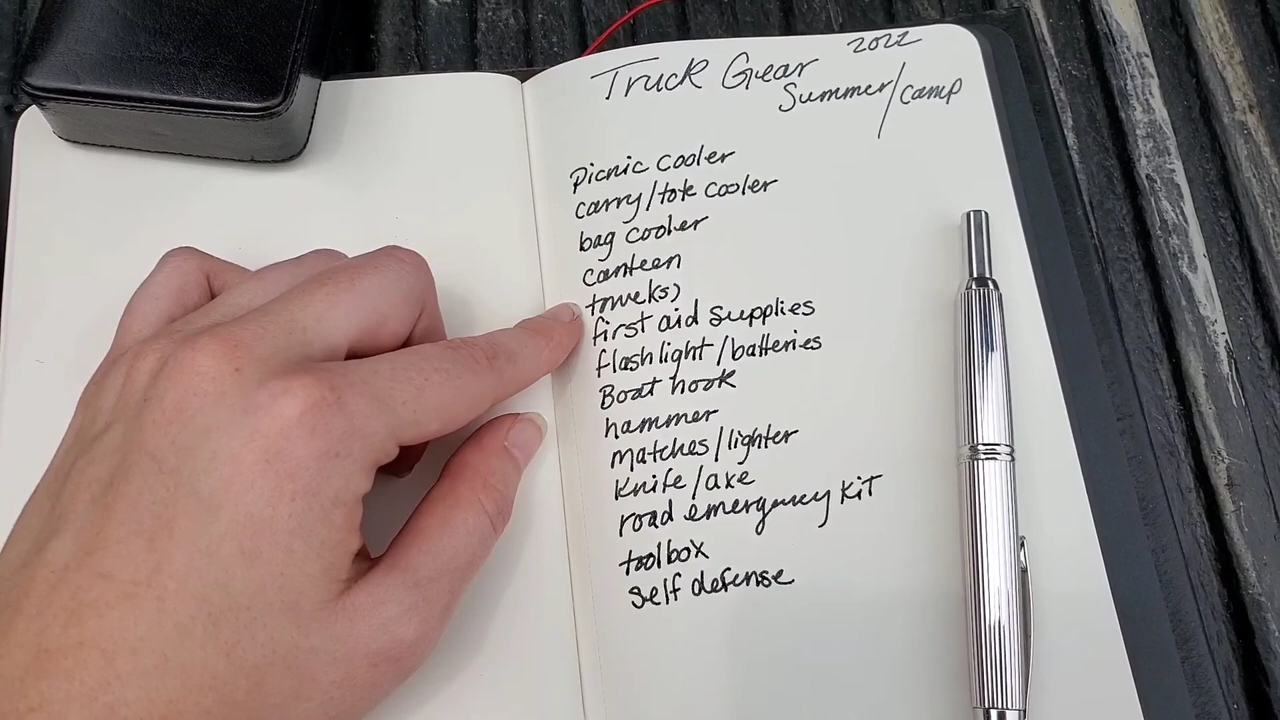 Truck Gear 2022
Summer/camp
Picnic cooler
carry/tote cooler
bag cooler
canteen
towel(s)
first aid supplies
flashlight/batteries
Boat hook
hammer
matches/lighter
Knife/axe
road emergency Kit
toolbox
self defense